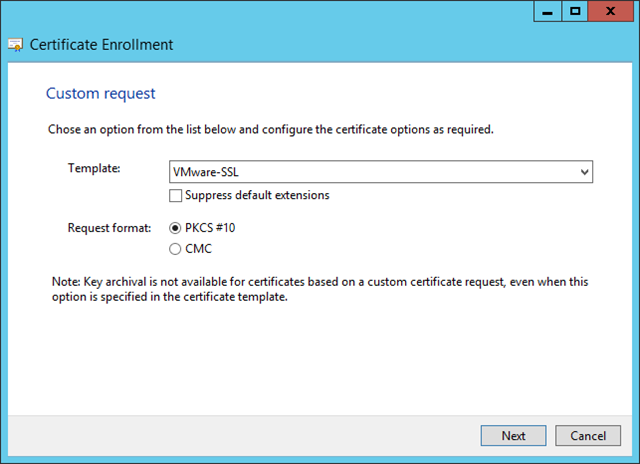 Certificate Enrollment
Custom request
Chose an option from the list below and configure the certificate options as required.
Template:
VMware-SSL
Suppress default extensions
Request format:
PKCS #10
CMC
Note: Key archival is not available for certificates based on a custom certificate request, even when this
option is specified in the certificate template.
Next
Cancel